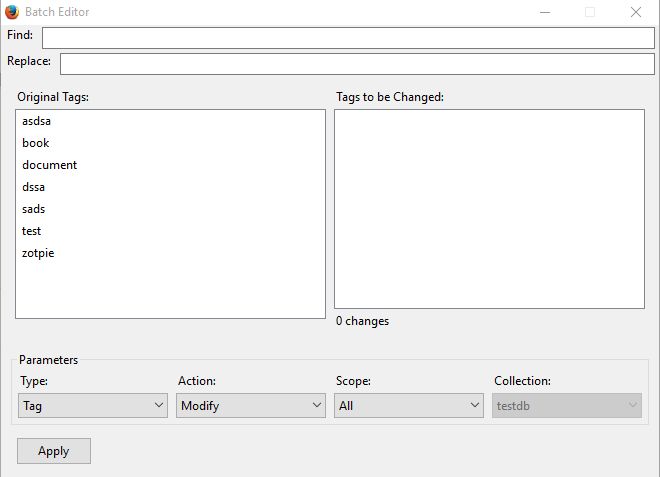 Batch Editor
Find:
Replace:
Original Tags:
Tags to be Changed:
asdsa
book
document
dssa
sads
test
zotpie
0 changes
Parameters
Type: Action: Scope: Collection:
Tag Modify All testdb
Apply